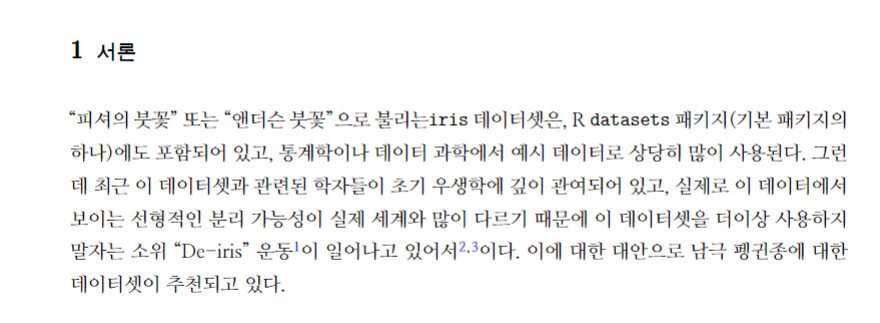 1 서론
“피셔의 붓꽃” 또는 “앤더슨 붓꽃”으로 불리는iris 데이터셋은, R datasets 패키지(기본 패키지의
하나)에도 포함되어 있고, 통계학이나 데이터 과학에서 예시 데이터로 상당히 많이 사용된다. 그런
데 최근 이 데이터셋과 관련된 학자들이 초기 우생학에 깊이 관여되어 있고, 실제로 이 데이터에서
보이는 선형적인 분리 가능성이 실제 세계와 많이 다르기 때문에 이 데이터셋을 더이상 사용하지
말자는 소위 “De-iris” 운동1이 일어나고 있어서2,3이다. 이에 대한 대안으로 남극 펭귄종에 대한
데이터셋이 추천되고 있다.